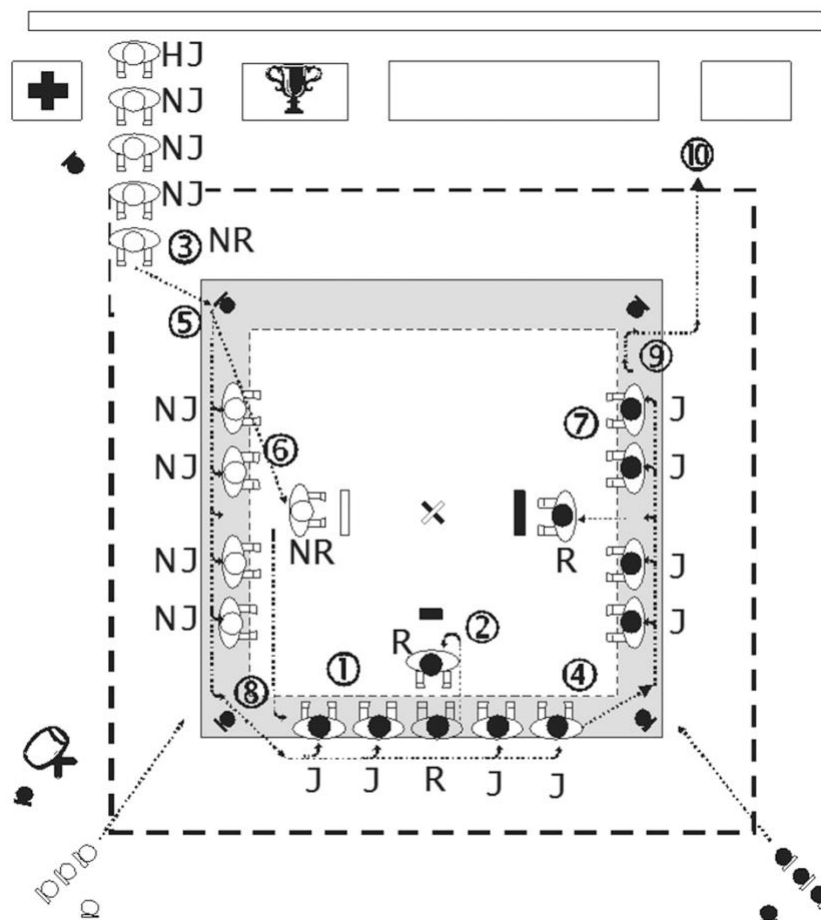 HJ
NJ
NJ
⑩
NJ
③ NR
⑤
⑨
NJ ⑦ J
⑥
NJ J
NR R
NJ J
②
NJ R J
① ④
⑧
J J R J J